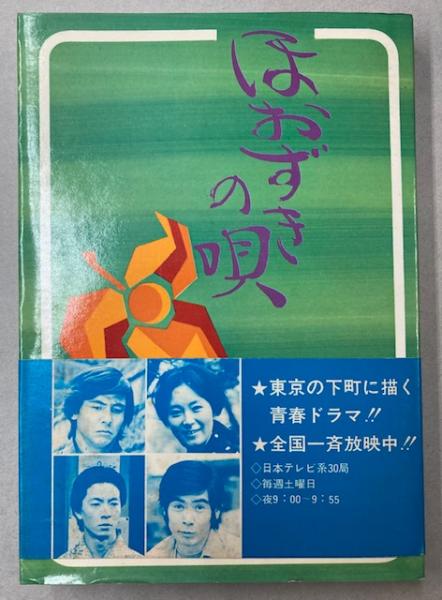 ほおずき
の唄
★東京の下町に描く
青春ドラマ!!
★全国一斉放映中!!
◇日本テレビ系30局
◇毎週土曜日
◇夜9:00~9:55